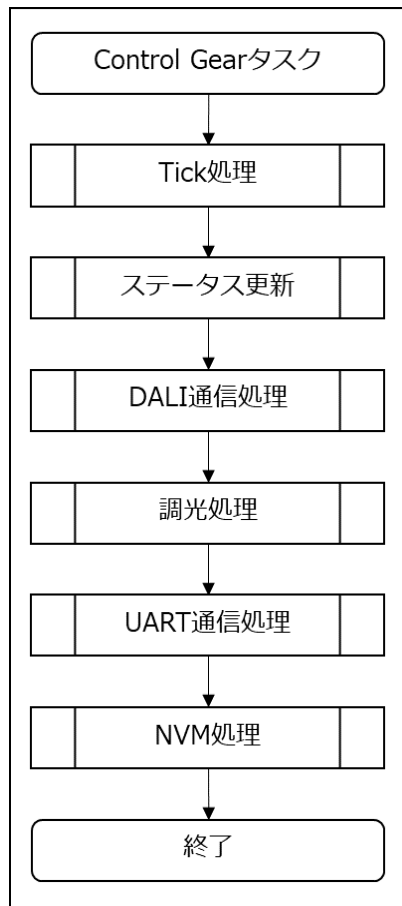 Control Gearタスク
Tick処理
ステータス更新
DALI通信処理
調光処理
UART通信処理
NVM処理
終了